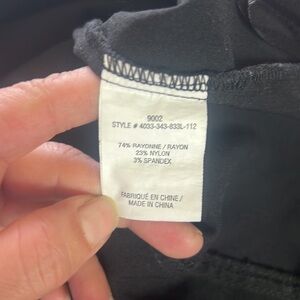 9002
STYLE # 4033-343-833L-112
74% RAYONNE / RAYON
23% NYLON
3% SPANDEX
FABRIQUÉ EN CHINE /
MADE IN CHINA